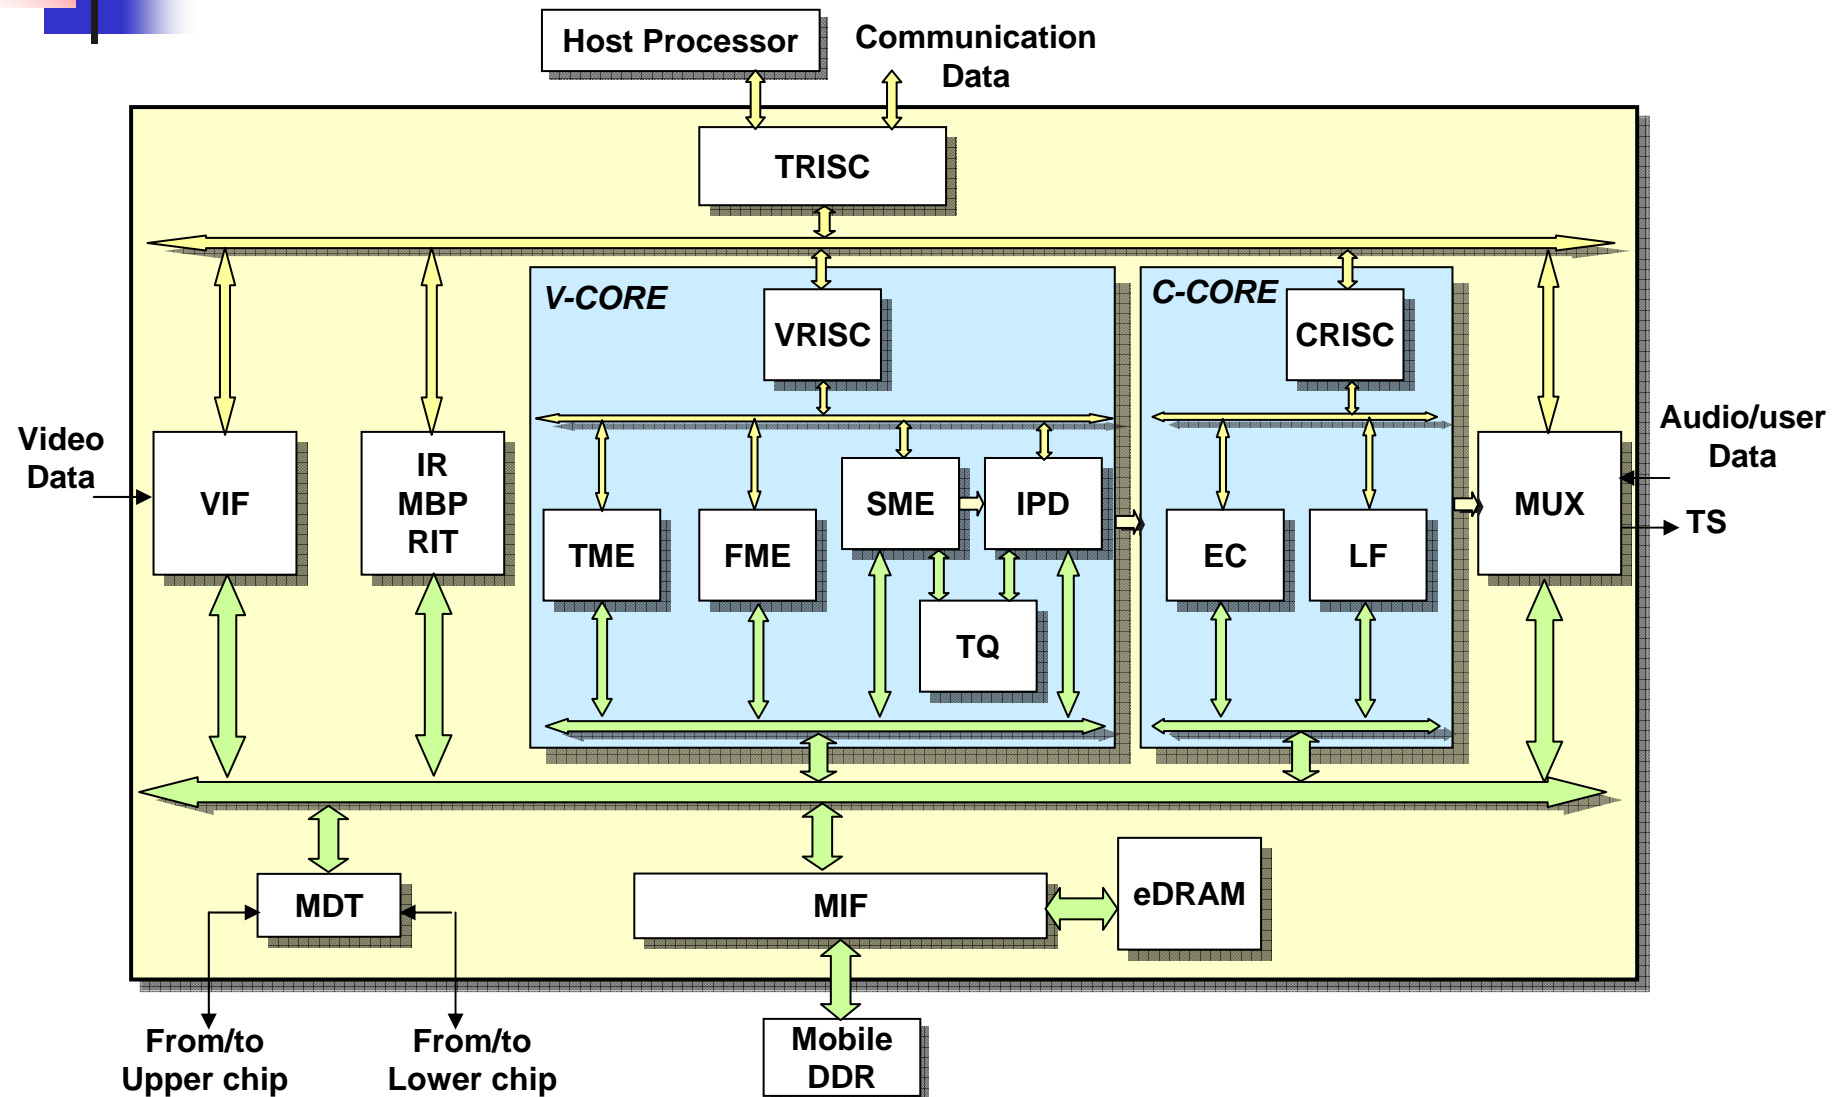 Host Processor
Communication
Data
TRISC
V-CORE
C-CORE
VRISC
CRISC
Video
Data
VIF
IR
MBP
RIT
TME
FME
SME
IPD
TQ
EC
LF
MUX
Audio/user
Data
TS
MDT
MIF
eDRAM
From/to
Upper chip
From/to
Lower chip
Mobile
DDR